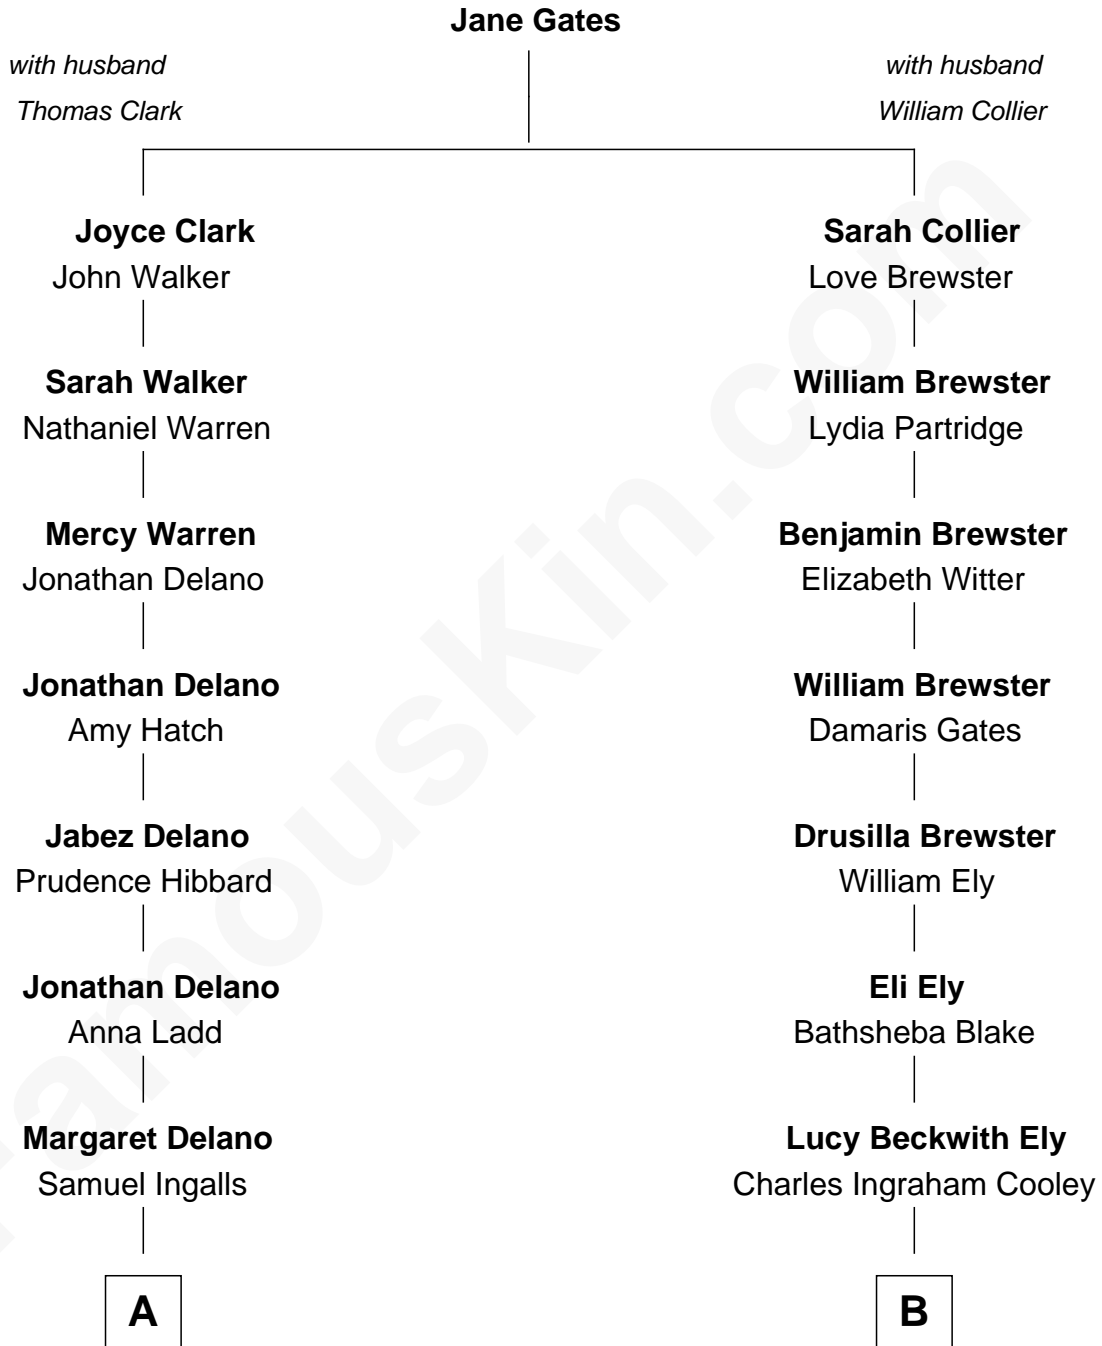 Jane Gates
with husband
Thomas Clark
with husband
William Collier
Joyce Clark
John Walker
Sarah Collier
Love Brewster
Sarah Walker
Nathaniel Warren
William Brewster
Lydia Partridge
Mercy Warren
Jonathan Delano
Benjamin Brewster
Elizabeth Witter
Jonathan Delano
Amy Hatch
William Brewster
Damaris Gates
Jabez Delano
Prudence Hibbard
Drusilla Brewster
William Ely
Jonathan Delano
Anna Ladd
Eli Ely
Bathsheba Blake
Margaret Delano
Samuel Ingalls
Lucy Beckwith Ely
Charles Ingraham Cooley
A
B
FamousKin.com